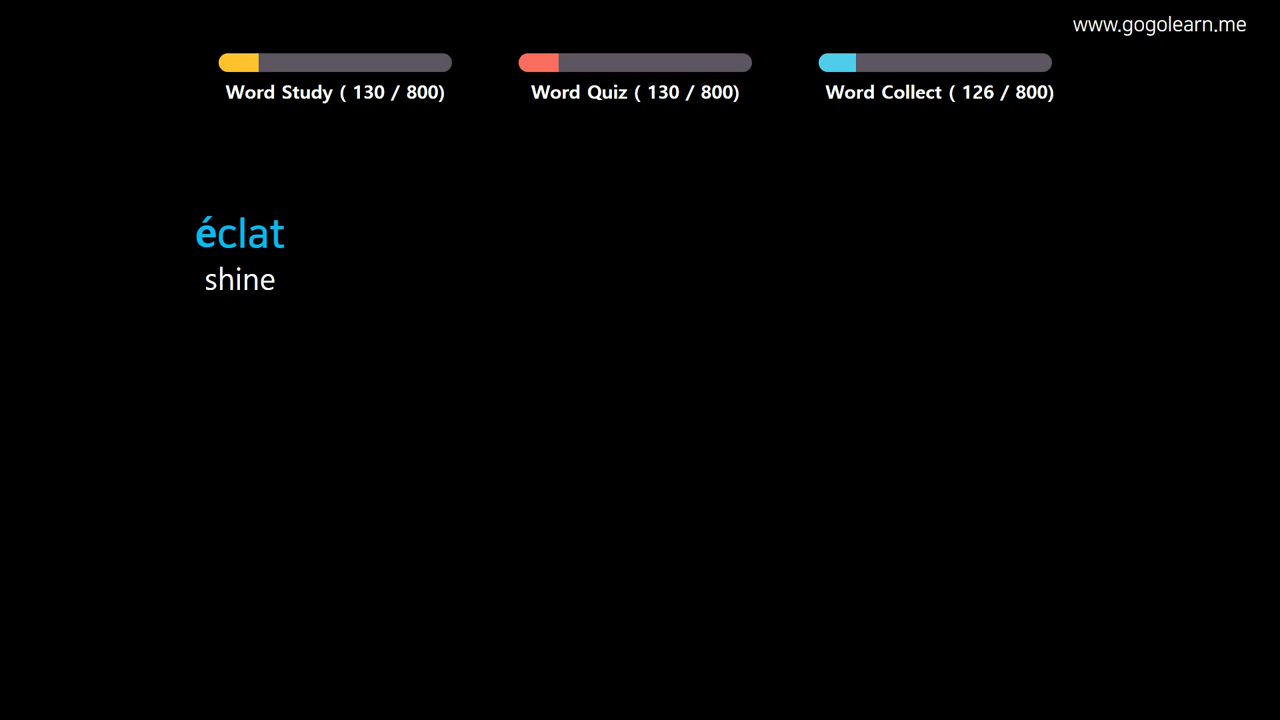 www.gogolearn.me
Word Study ( 130 / 800)
Word Quiz ( 130 / 800)
Word Collect ( 126 / 800)
éclat
shine